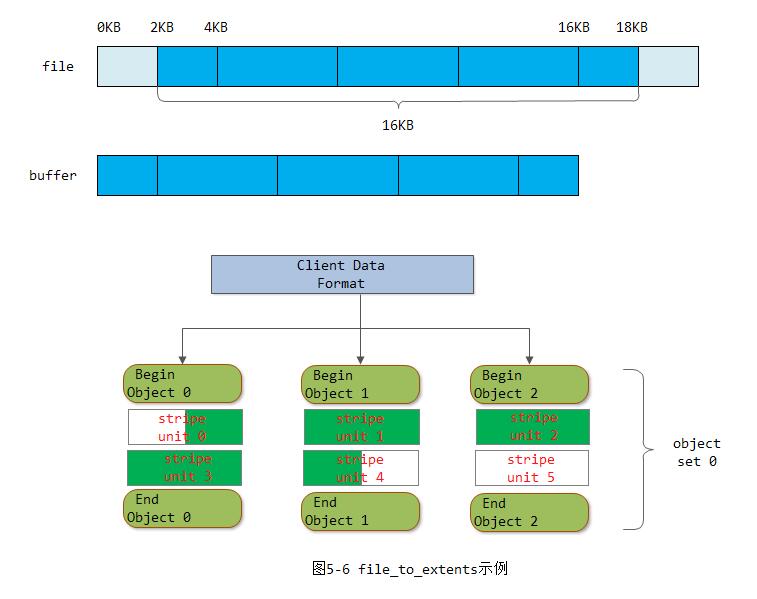 0KB 2KB 4KB 16KB 18KB
file
16KB
buffer
Client Data
Format
Begin
Object 0
Begin
Object 1
Begin
Object 2
stripe
unit 0
stripe
unit 1
stripe
unit 2
stripe
unit 3
stripe
unit 4
stripe
unit 5
End
Object 0
End
Object 1
End
Object 2
object
set 0
图5-6 file_to_extents示例